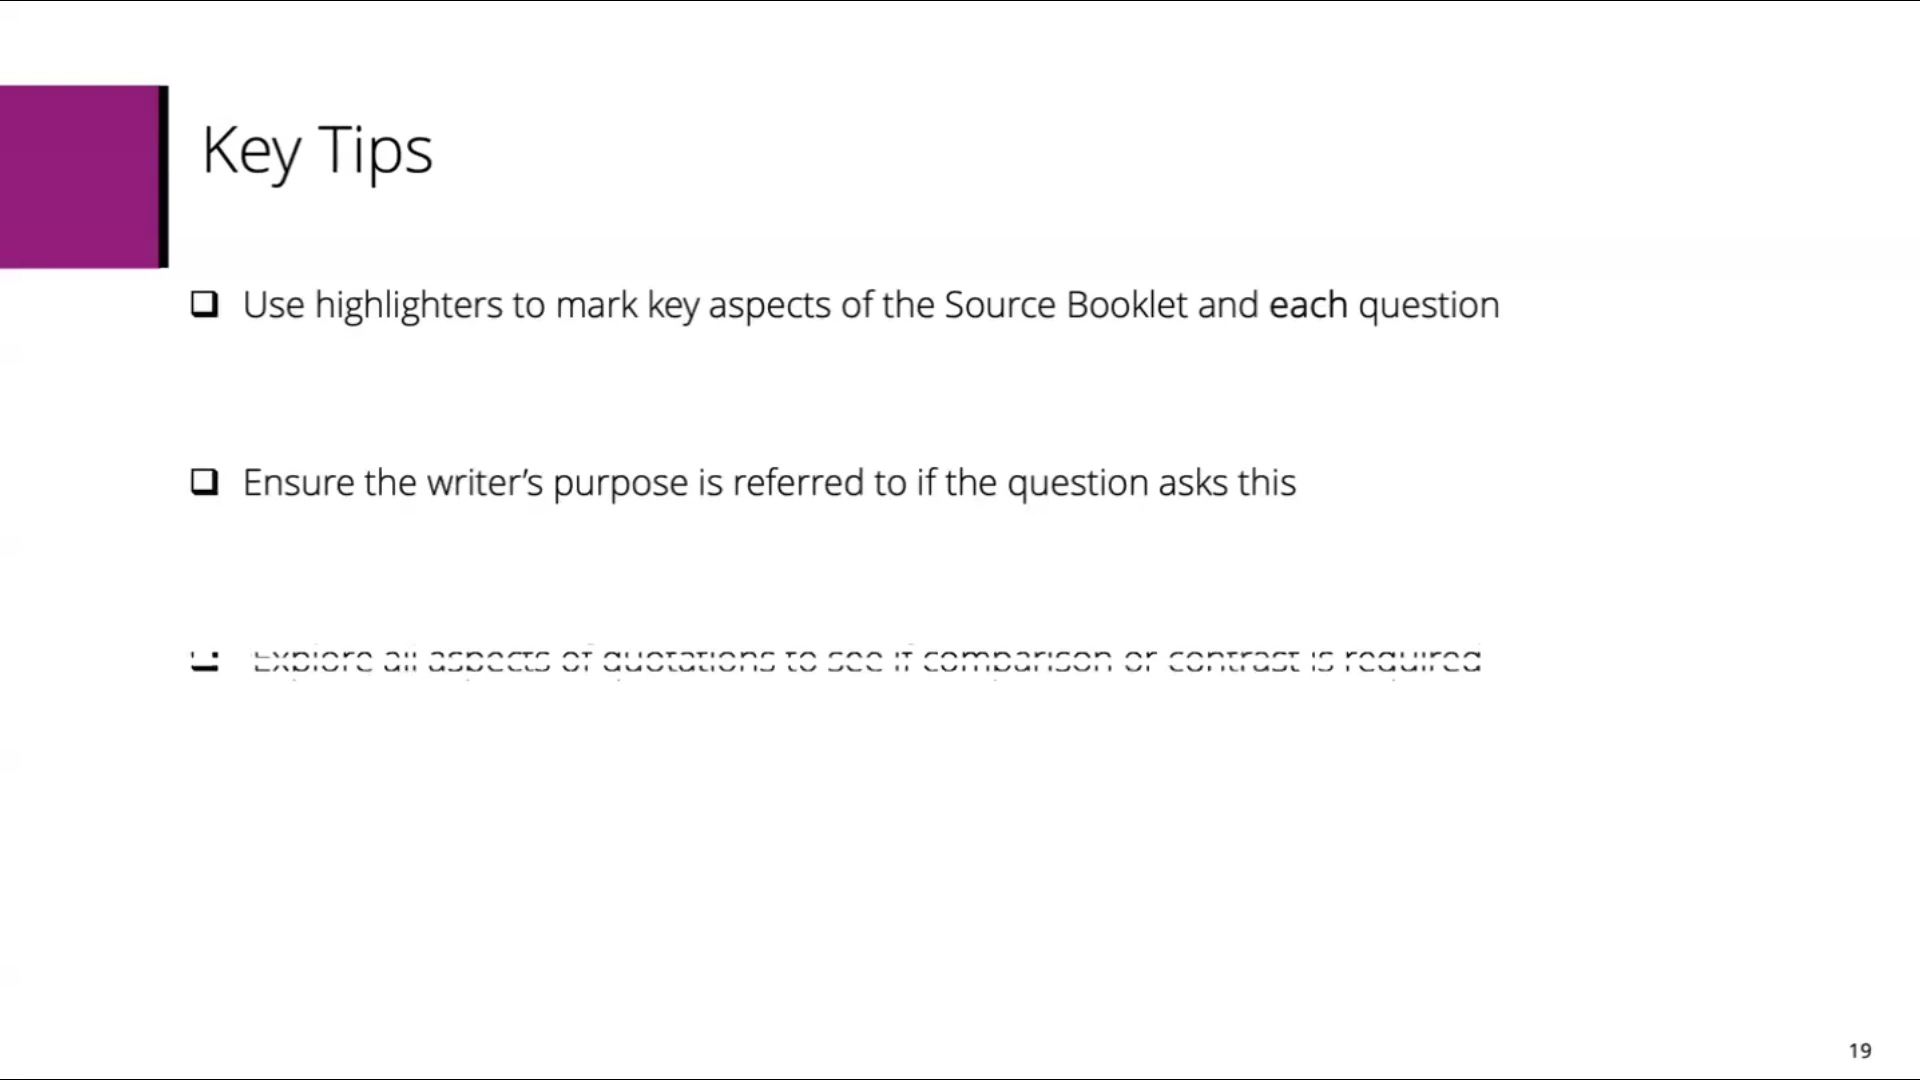 Key Tips
Use highlighters to mark key aspects of the Source Booklet and each question
Ensure the writer's purpose is referred to if the question asks this
Explore all aspects of quotations to see if comparison or contrast is required
19